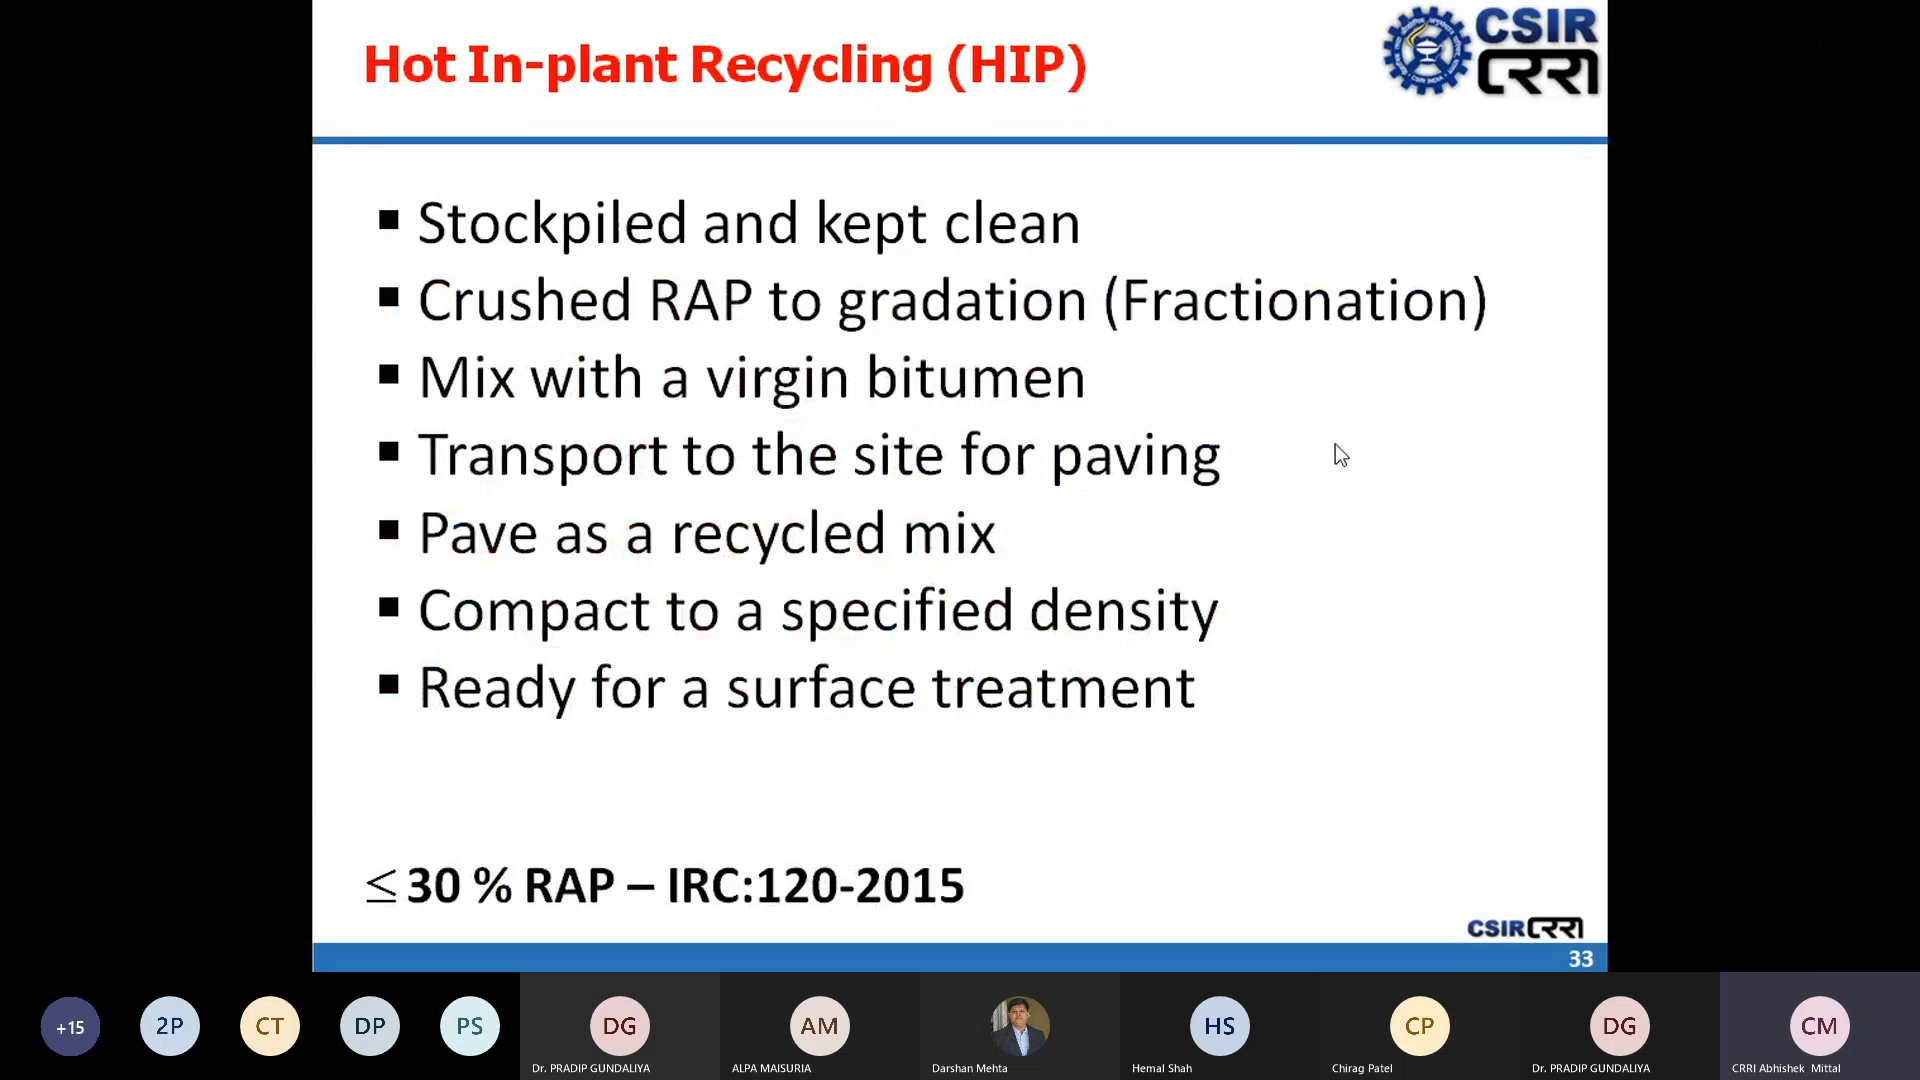 Hot In-plant Recycling (HIP)
CSIR
CRRI
▪ Stockpiled and kept clean
▪ Crushed RAP to gradation (Fractionation)
▪ Mix with a virgin bitumen
▪ Transport to the site for paving
▪ Pave as a recycled mix
▪ Compact to a specified density
▪ Ready for a surface treatment
≤ 30 % RAP – IRC:120-2015
CSIR CRRI
33
+15
2P
CT
DP
PS
DG
AM
HS
CP
DG
CM
Dr. PRADIP GUNDALIYA
ALPA MAISURIA
Darshan Mehta
Hemal Shah
Chirag Patel
Dr. PRADIP GUNDALIYA
CRRI Abhishek Mittal